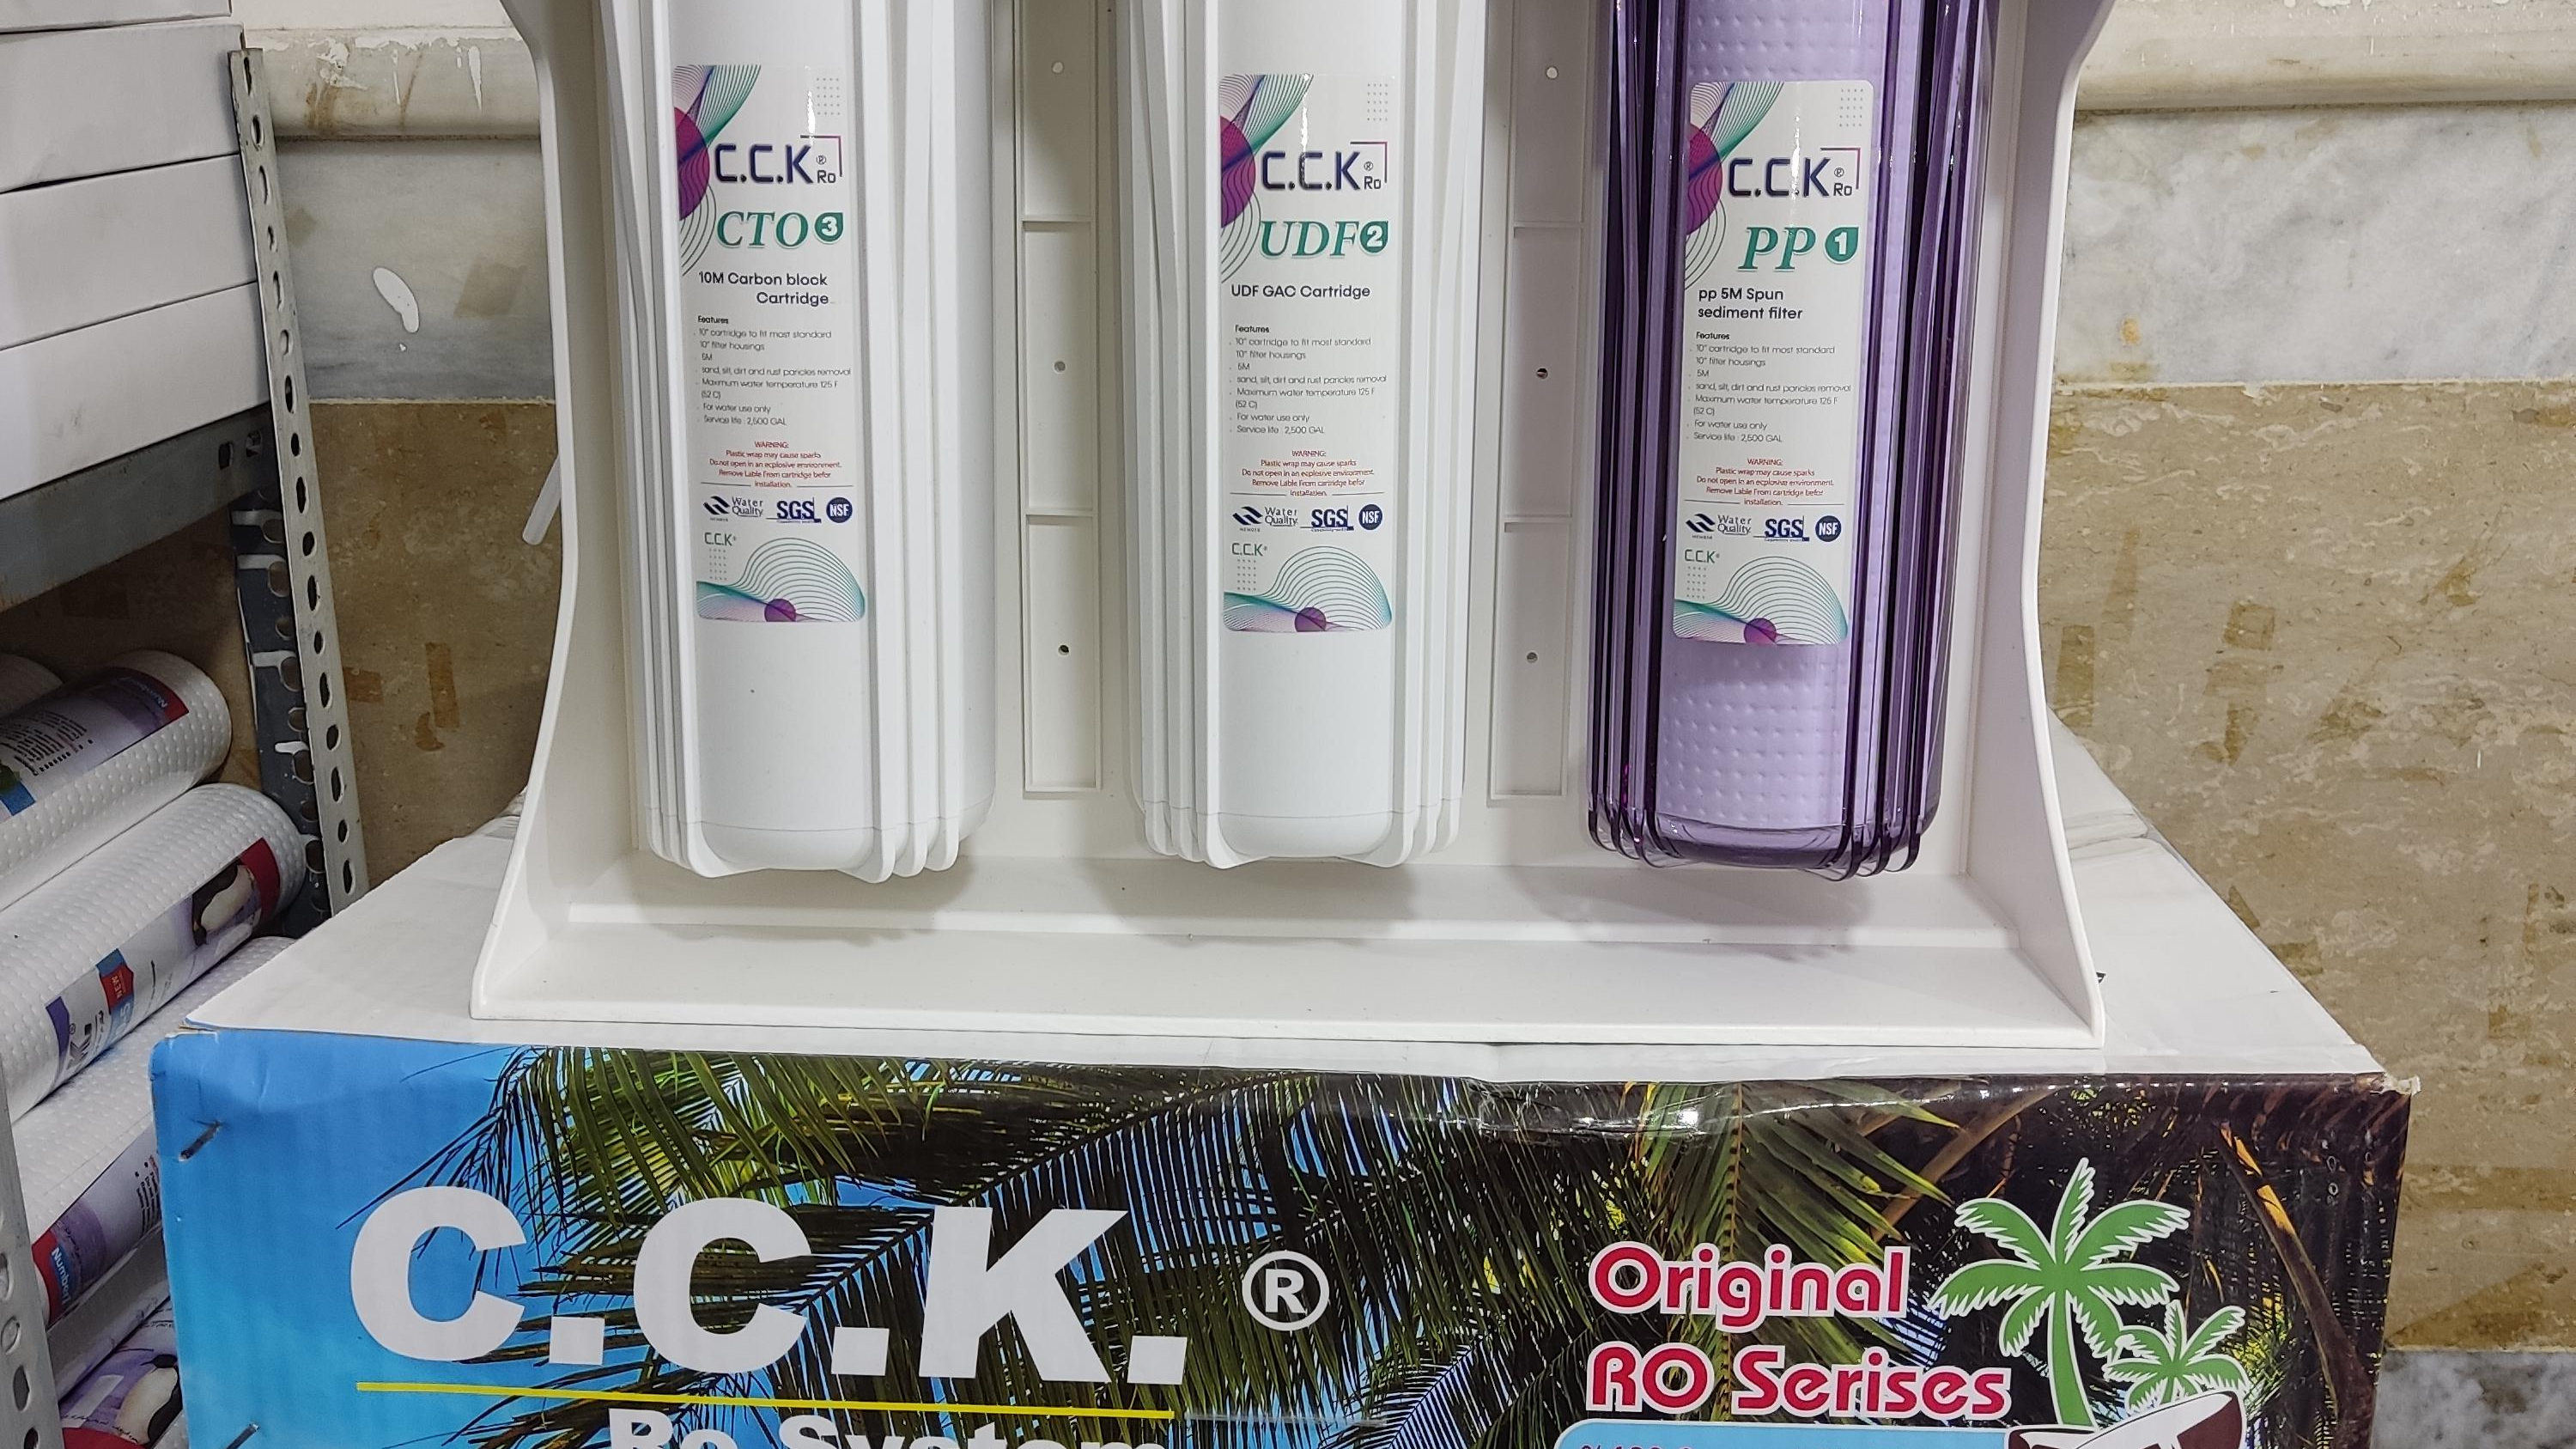 C.C.K® Ro
CTO 3
10M Carbon block
Cartridge
Features
10" cartridge to fit most standard
10" filter housings
5M
sand, silt, dirt and rust paricles removal
Maximum water temperature 125 F
(52 C)
For water use only
Service life : 2,500 GAL
WARNING:
Plastic wrap may cause sparks
Do not open in an explosive environment.
Remove Lable From cartridge befor
installation.
Water
Quality
SGS
NSF
C.C.K®
C.C.K® Ro
UDF 2
UDF GAC Cartridge
Features
10" cartridge to fit most standard
10" filter housings
5M
sand, silt, dirt and rust paricles removal
Maximum water temperature 125 F
(52 C)
For water use only
Service life : 2,500 GAL
WARNING:
Plastic wrap may cause sparks
Do not open in an explosive environment.
Remove Lable From cartridge befor
installation.
Water
Quality
SGS
NSF
C.C.K®
C.C.K® Ro
PP 1
pp 5M Spun
sediment filter
Features
10" cartridge to fit most standard
10" filter housings
5M
sand, silt, dirt and rust paricles removal
Maximum water temperature 125 F
(52 C)
For water use only
Service life : 2,500 GAL
WARNING:
Plastic wrap may cause sparks
Do not open in an explosive environment.
Remove Lable From cartridge befor
installation.
Water
Quality
SGS
NSF
C.C.K®
NEW
C.C.K. ®
Ro System
Original
RO Serises